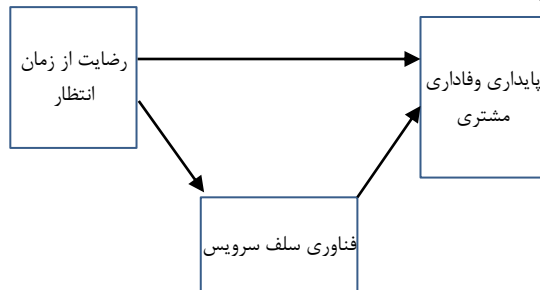 رضایت از زمان
انتظار
پایداری وفاداری
مشتری
فناوری سلف سرویس